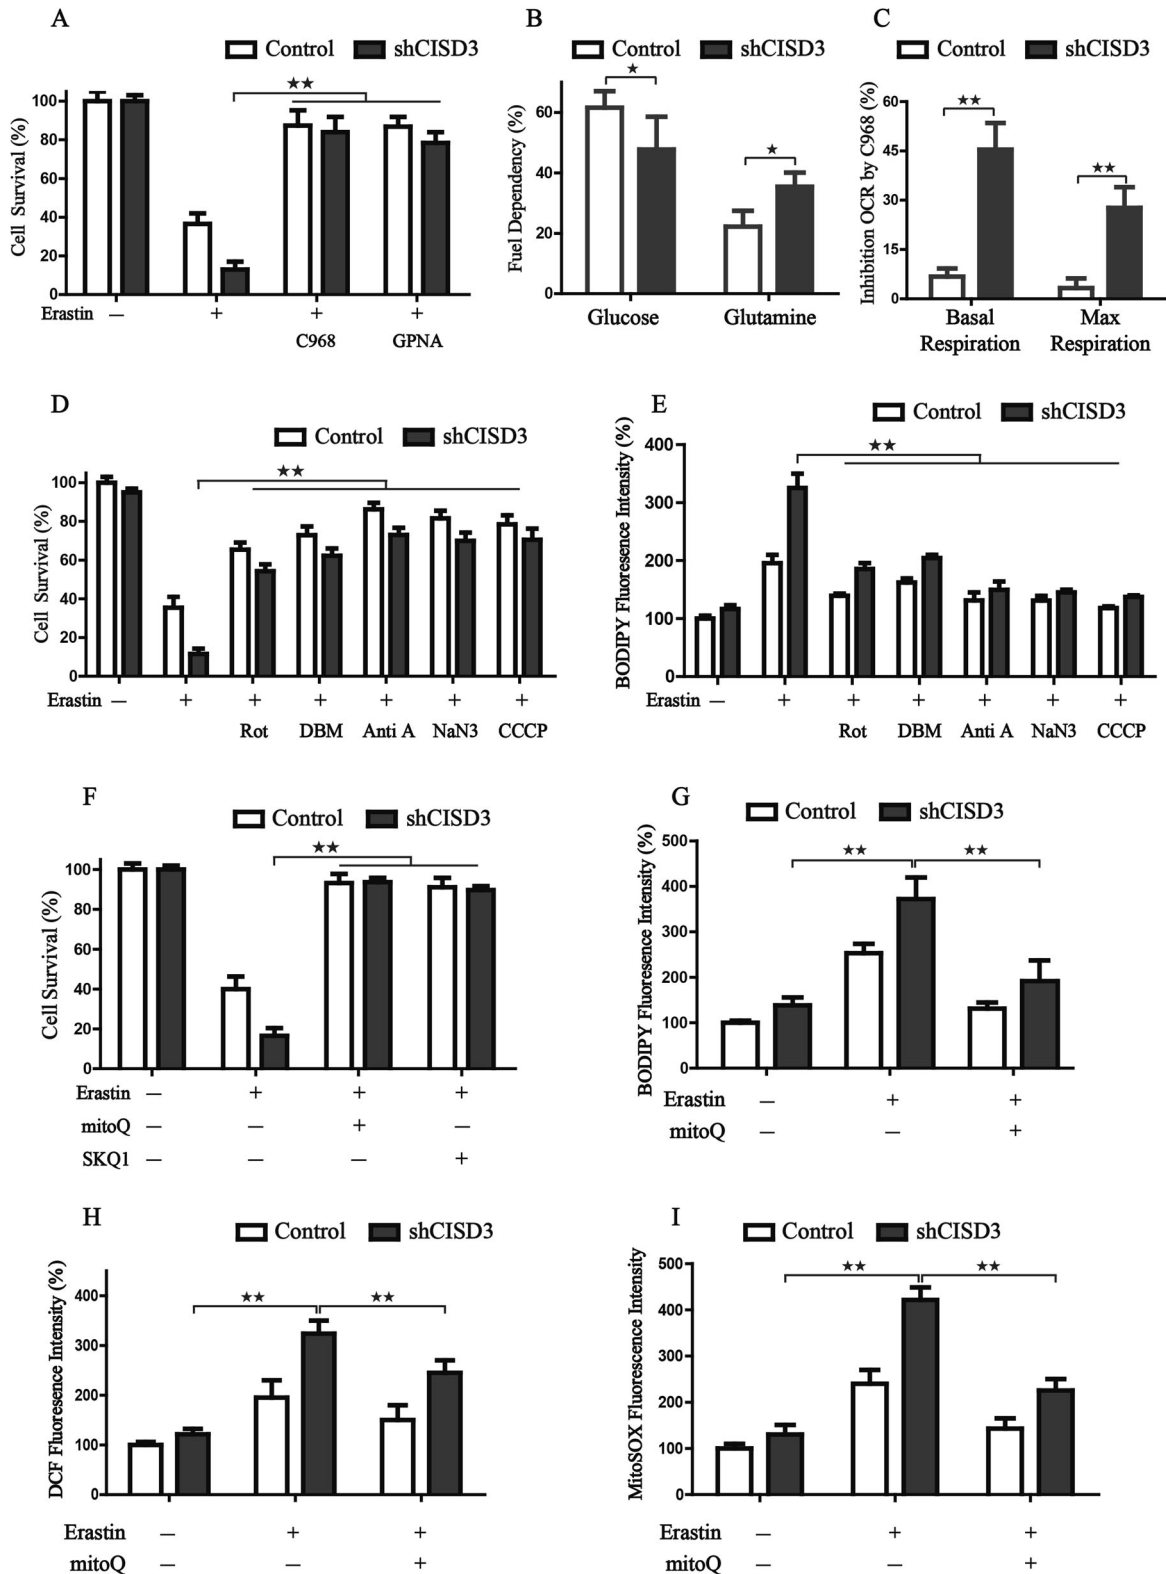 A
Control shCISD3
★★
Cell Survival (%)
100
80
60
40
20
0
Erastin — + + +
C968 GPNA
B
Control shCISD3
★
★
Fuel Dependency (%)
60
40
20
0
Glucose Glutamine
C
Control shCISD3
★★
★★
Inhibition OCR by C968 (%)
60
45
30
15
0
Basal Max
Respiration Respiration
D
Control shCISD3
★★
Cell Survival (%)
100
80
60
40
20
0
Erastin — + + + + + +
Rot DBM Anti A NaN3 CCCP
E
Control shCISD3
★★
BODIPY Fluoresence Intensity (%)
400
300
200
100
0
Erastin — + + + + + +
Rot DBM Anti A NaN3 CCCP
F
Control shCISD3
★★
Cell Survival (%)
100
80
60
40
20
0
Erastin — + + +
mitoQ — — + —
SKQ1 — — — +
G
Control shCISD3
★★ ★★
BODIPY Fluoresence Intensity (%)
500
400
300
200
100
0
Erastin — + +
mitoQ — — +
H
Control shCISD3
★★ ★★
DCF Fluoresence Intensity (%)
400
300
200
100
0
Erastin — + +
mitoQ — — +
I
Control shCISD3
★★ ★★
MitoSOX Fluorescence Intensity
500
400
300
200
100
0
Erastin — + +
mitoQ — — +